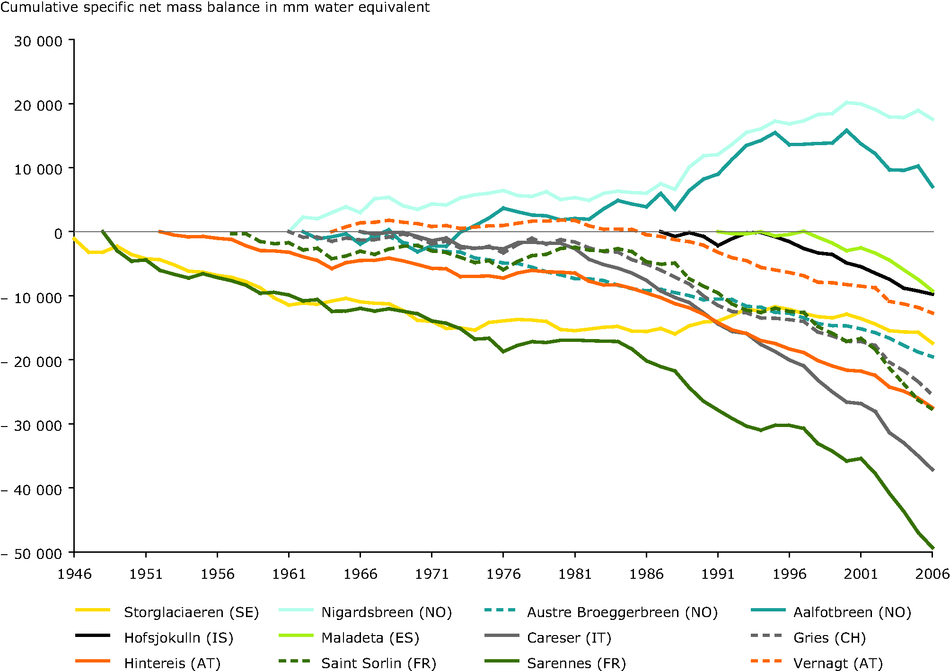 Cumulative specific net mass balance in mm water equivalent
30 000
20 000
10 000
0
– 10 000
– 20 000
– 30 000
– 40 000
– 50 000
1946 1951 1956 1961 1966 1971 1976 1981 1986 1991 1996 2001 2006
Storglaciaeren (SE) Nigardsbreen (NO) Austre Broeggerbreen (NO) Aalfotbreen (NO)
Hofsjokulln (IS) Maladeta (ES) Careser (IT) Gries (CH)
Hintereis (AT) Saint Sorlin (FR) Sarennes (FR) Vernagt (AT)